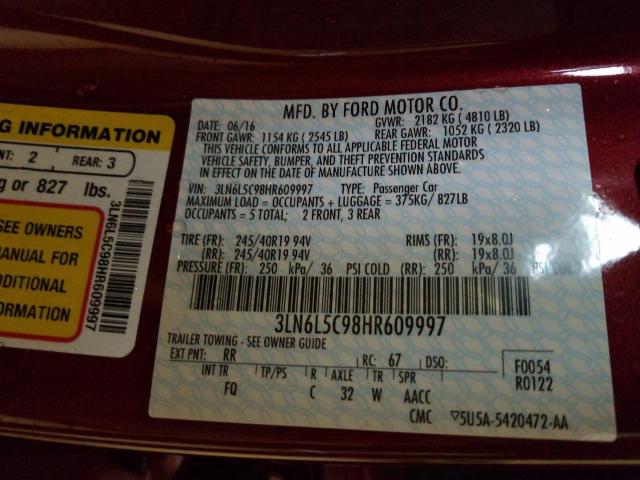 G INFORMATION
NT: 2 REAR: 3
g or 827 lbs.
SEE OWNERS
MANUAL FOR
DDITIONAL
FORMATION
3LN6L5C98HR609997
MFD. BY FORD MOTOR CO.
DATE: 06/16 GVWR: 2182 KG ( 4810 LB)
FRONT GAWR: 1154 KG ( 2545 LB) REAR GAWR: 1052 KG ( 2320 LB)
THIS VEHICLE CONFORMS TO ALL APPLICABLE FEDERAL MOTOR
VEHICLE SAFETY, BUMPER, AND THEFT PREVENTION STANDARDS
IN EFFECT ON THE DATE OF MANUFACTURE SHOWN ABOVE.
VIN: 3LN6L5C98HR609997 TYPE: Passenger Car
MAXIMUM LOAD = OCCUPANTS + LUGGAGE = 375KG/ 827LB
OCCUPANTS = 5 TOTAL; 2 FRONT, 3 REAR
TIRE (FR): 245/40R19 94V RIMS (FR): 19x8.0J
(RR): 245/40R19 94V (RR): 19x8.0J
PRESSURE (FR): 250 kPa/ 36 PSI COLD (RR): 250 kPa/ 36 PSI COLD
3LN6L5C98HR609997
TRAILER TOWING - SEE OWNER GUIDE
EXT PNT: RR RC: 67 DSO: F0054
R0122
INT TR TP/PS R AXLE TR SPR
FQ C 32 W AACC
CMC ▽5U5A-5420472-AA